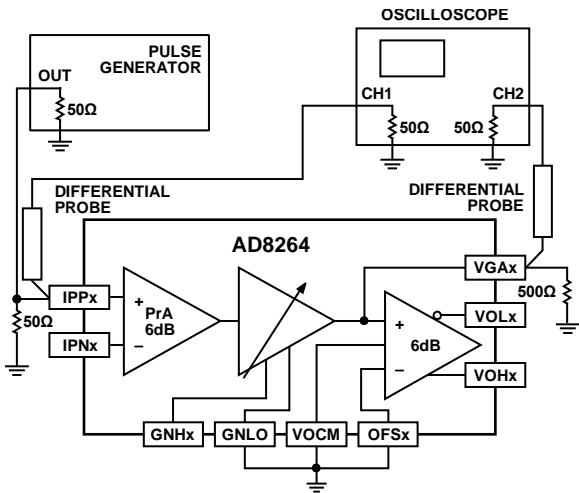 OSCILLOSCOPE
PULSE
GENERATOR
OUT
50Ω
CH1
CH2
50Ω
50Ω
DIFFERENTIAL
PROBE
DIFFERENTIAL
PROBE
AD8264
VGAx
IPPx
+
PrA
6dB
–
+
6dB
–
500Ω
VOLx
50Ω
IPNx
VOHx
GNHx
GNLO
VOCM
OFSx